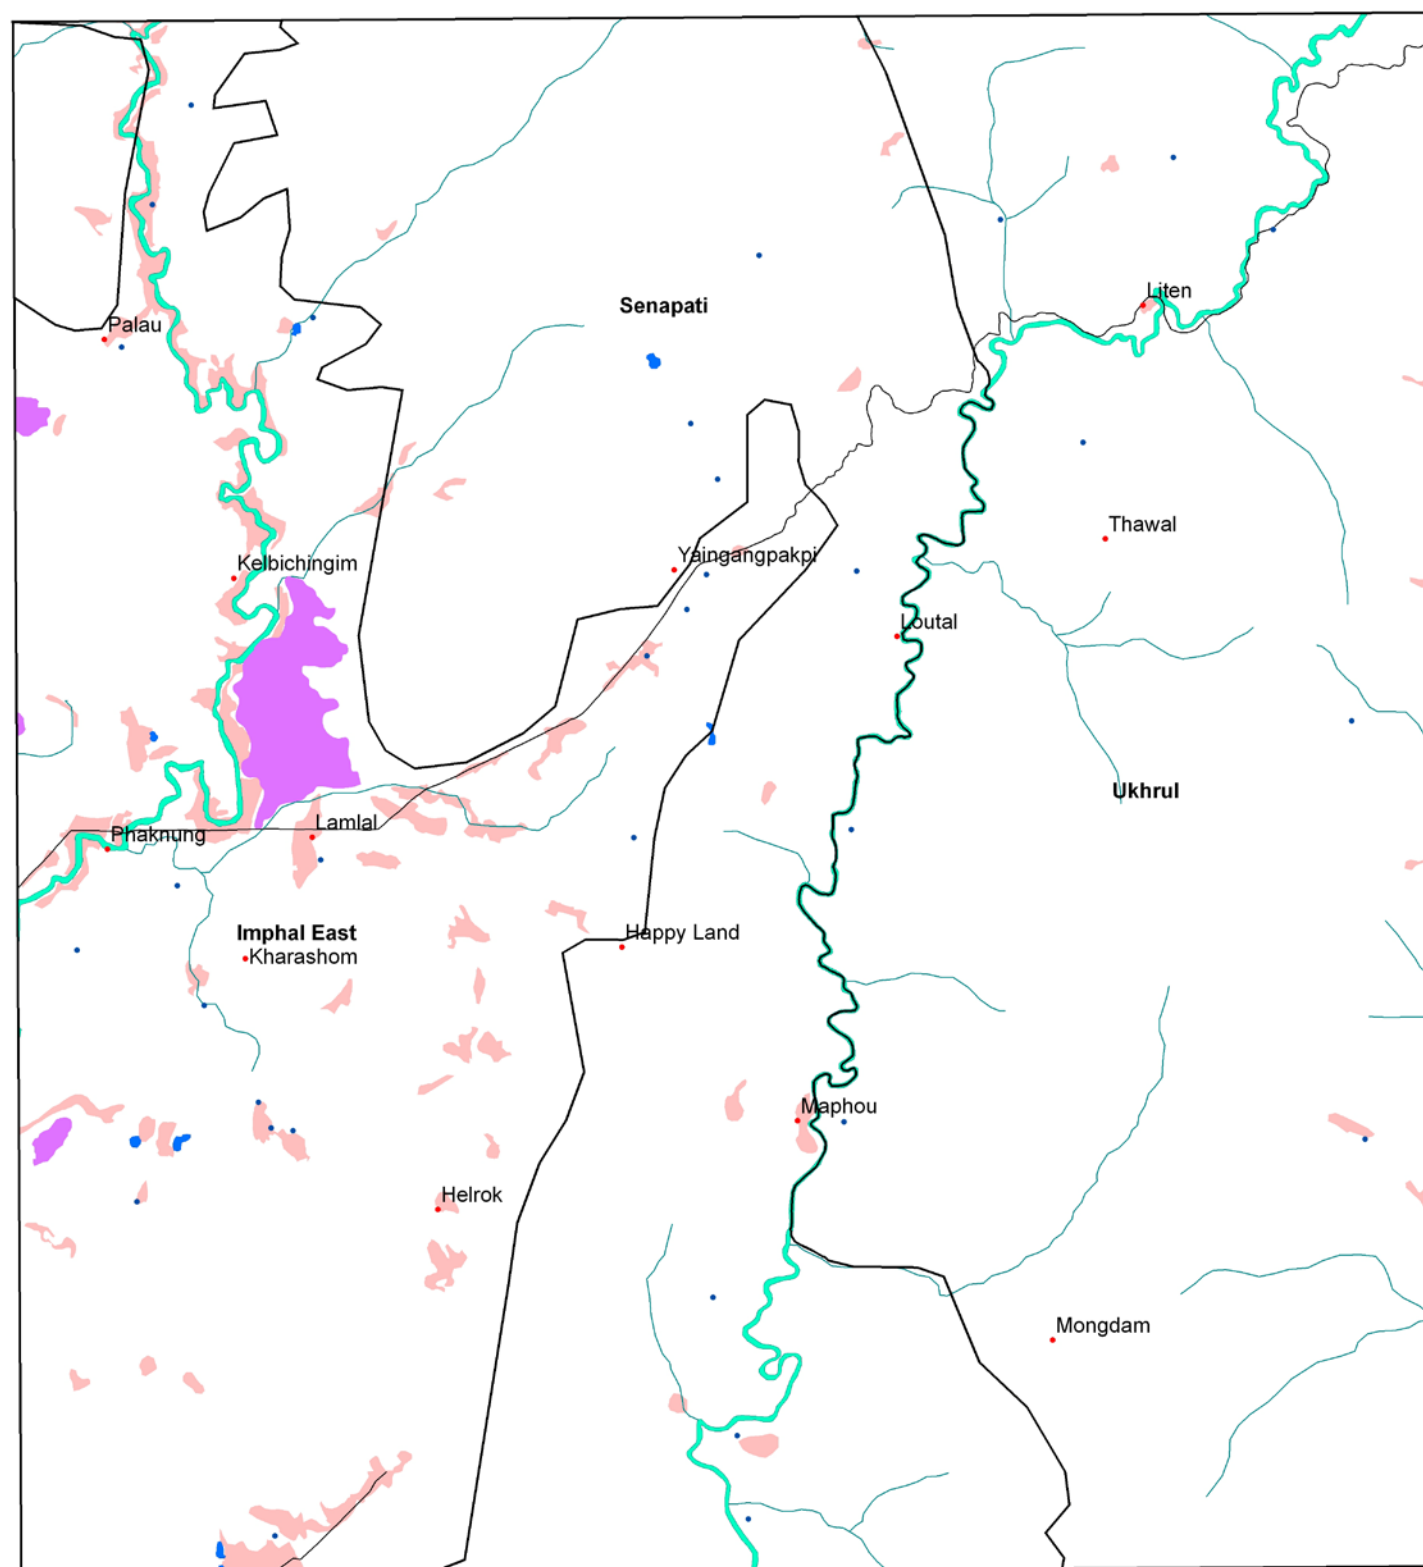 Liten
Senapati
Palau
Thawal
Yaingangpakpi
Kelbichingim
Loutal
Ukhrul
Lamlal
Phaknung
Imphal East
Happy Land
Kharashom
Maphou
Helrok
Mongdam